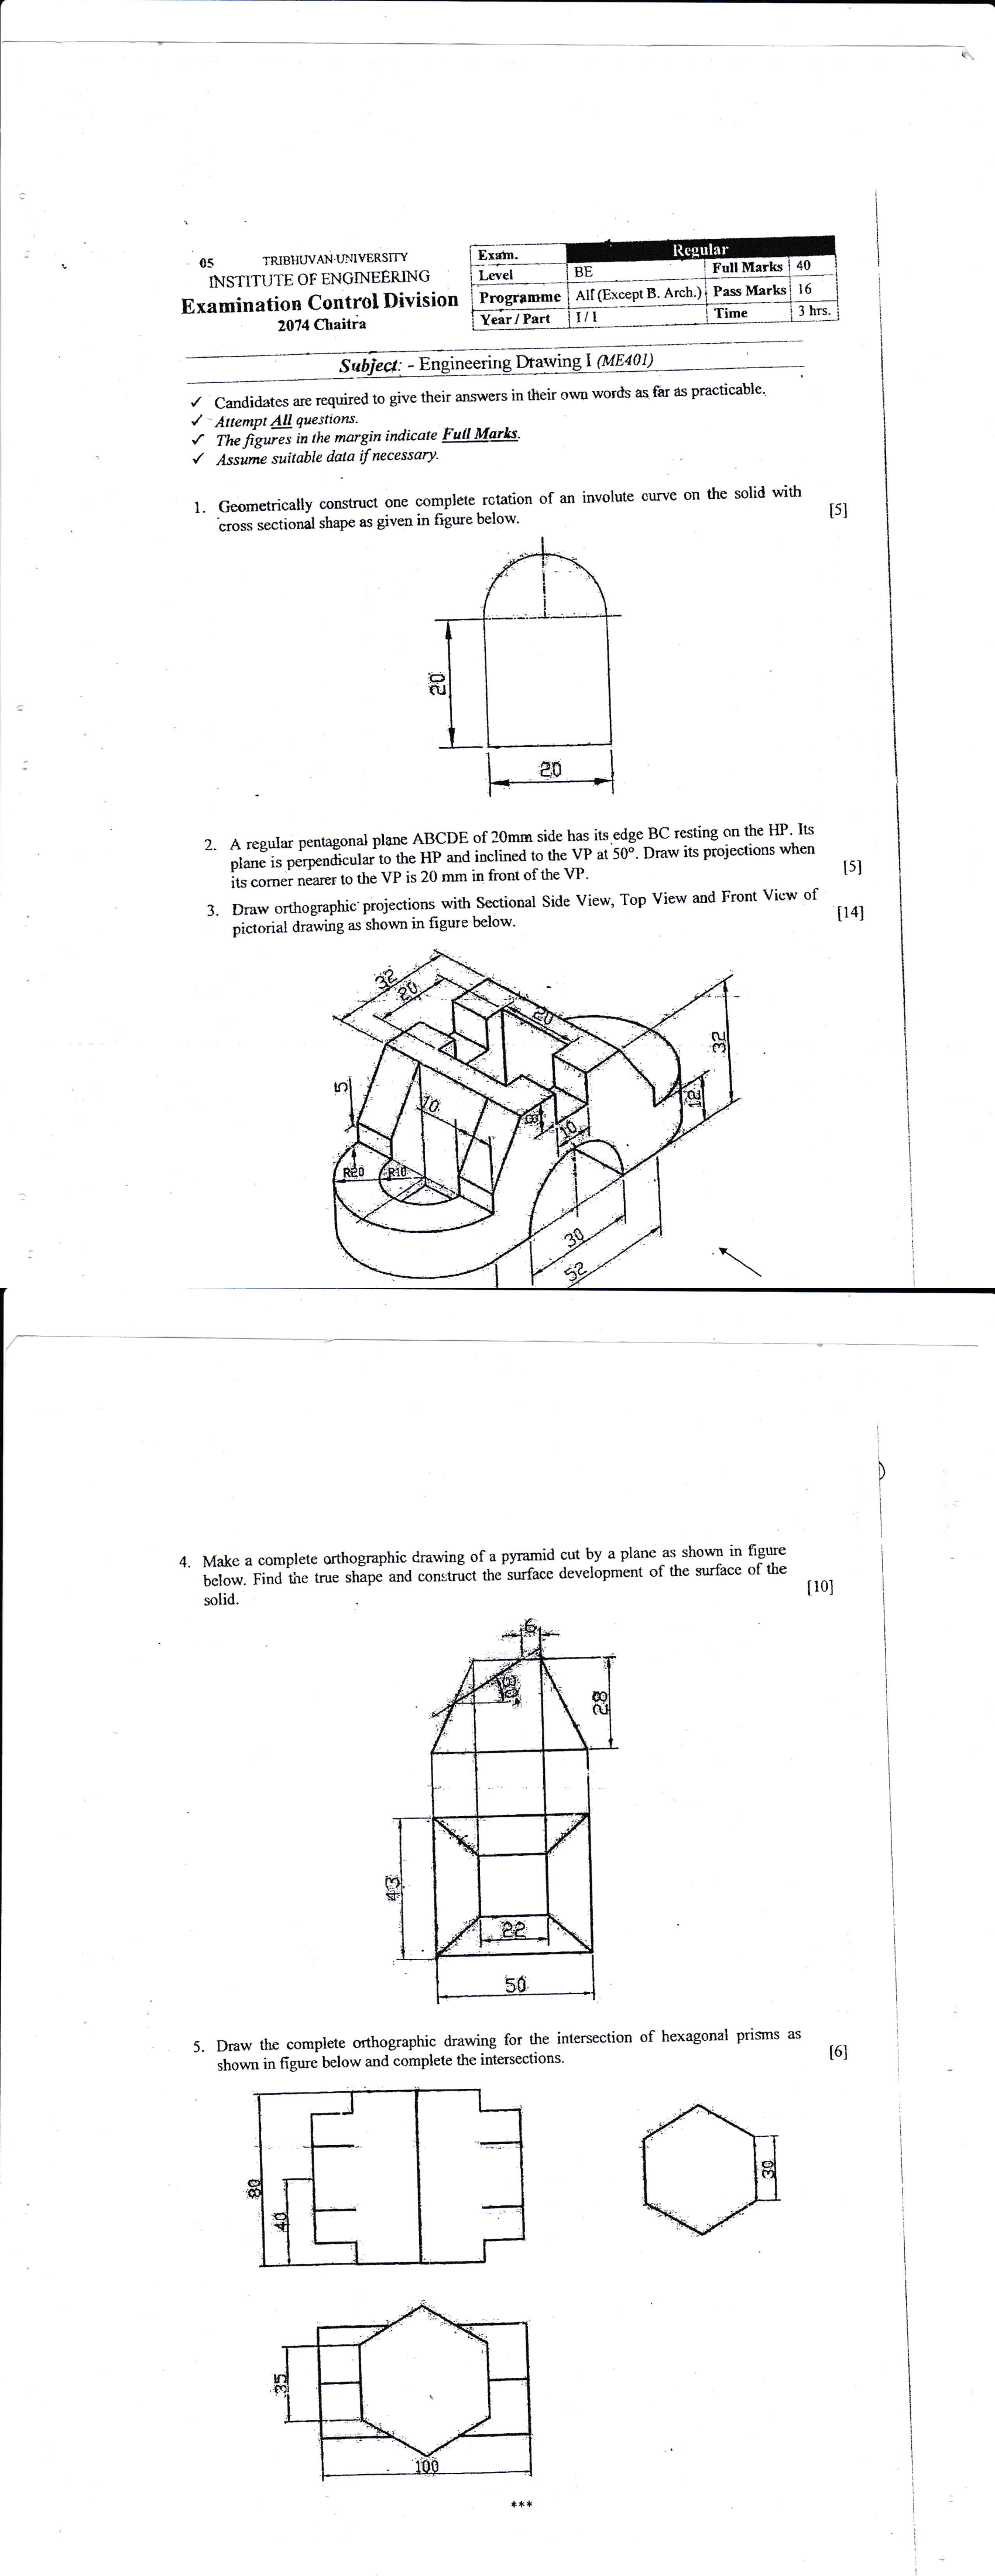 05 TRIBHUVAN UNIVERSITY
INSTITUTE OF ENGINEERING
Examination Control Division
2074 Chaitra
Exam. Regular
Level BE Full Marks 40
Programme All (Except B. Arch.) Pass Marks 16
Year / Part I / I Time 3 hrs.
Subject: - Engineering Drawing I (ME401)
✓ Candidates are required to give their answers in their own words as far as practicable.
✓ Attempt All questions.
✓ The figures in the margin indicate Full Marks.
✓ Assume suitable data if necessary.
1. Geometrically construct one complete rotation of an involute curve on the solid with
cross sectional shape as given in figure below. [5]
20
20
2. A regular pentagonal plane ABCDE of 20mm side has its edge BC resting on the HP. Its
plane is perpendicular to the HP and inclined to the VP at 50°. Draw its projections when
its corner nearer to the VP is 20 mm in front of the VP. [5]
3. Draw orthographic projections with Sectional Side View, Top View and Front View of
pictorial drawing as shown in figure below. [14]
32
20
20
32
5
10
8
10
12
R20
R10
30
52
4. Make a complete orthographic drawing of a pyramid cut by a plane as shown in figure
below. Find the true shape and construct the surface development of the surface of the
solid. [10]
6
30°
28
43
22
50
5. Draw the complete orthographic drawing for the intersection of hexagonal prisms as
shown in figure below and complete the intersections. [6]
80
40
30
35
100
***